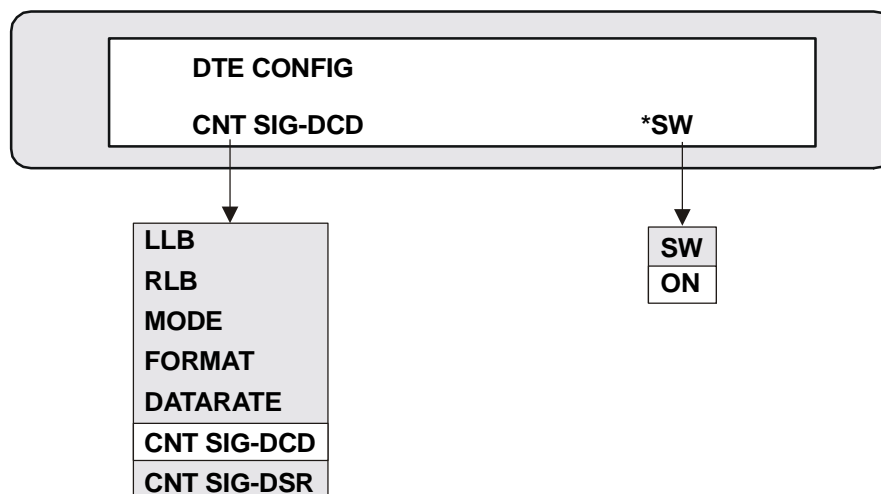 DTE CONFIG
CNT SIG-DCD *SW
LLB
RLB
MODE
FORMAT
DATARATE
CNT SIG-DCD
CNT SIG-DSR
SW
ON